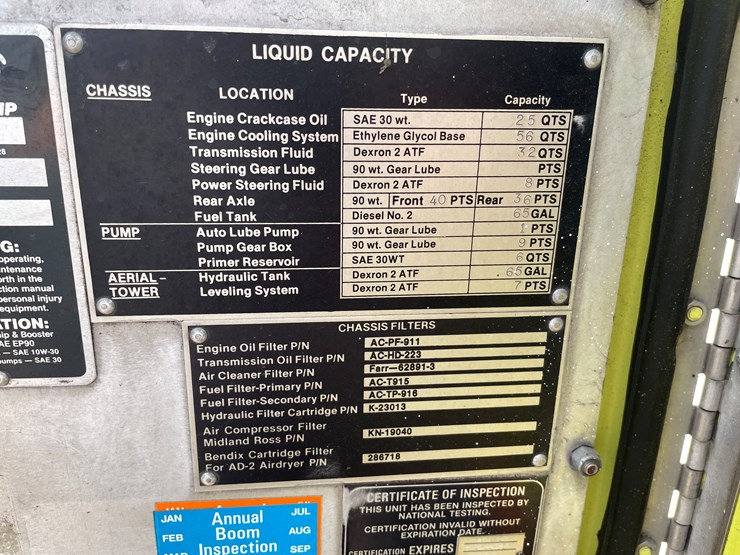 LIQUID CAPACITY
CHASSIS LOCATION Type Capacity
Engine Crackcase Oil SAE 30 wt. 25 QTS
Engine Cooling System Ethylene Glycol Base 56 QTS
Transmission Fluid Dexron 2 ATF 32 QTS
Steering Gear Lube 90 wt. Gear Lube PTS
Power Steering Fluid Dexron 2 ATF 8 PTS
Rear Axle 90 wt. Front 40 PTS Rear 36 PTS
Fuel Tank Diesel No. 2 65 GAL
PUMP Auto Lube Pump 90 wt. Gear Lube 1 PTS
Pump Gear Box 90 wt. Gear Lube 9 PTS
Primer Reservoir SAE 30WT 6 QTS
AERIAL- Hydraulic Tank Dexron 2 ATF 65 GAL
TOWER Leveling System Dexron 2 ATF 7 PTS
CHASSIS FILTERS
Engine Oil Filter P/N AC-PF-911
Transmission Oil Filter P/N AC-HD-223
Air Cleaner Filter P/N Farr-62891-3
Fuel Filter-Primary P/N AC-T915
Fuel Filter-Secondary P/N AC-TP-916
Hydraulic Filter Cartridge P/N K-23013
Air Compressor Filter
Midland Ross P/N KN-19040
Bendix Cartridge Filter
For AD-2 Airdryer P/N 286718
MP
28
G:
operating,
intenance
orth in the
ction manual
personal injury
equipment.
ATION:
ip & Booster
AE EP90
— SAE 10W-30
umps — SAE 30
JAN Annual JUL
FEB Boom AUG
MAR Inspection SEP
CERTIFICATE OF INSPECTION
THIS UNIT HAS BEEN INSPECTED BY
NATIONAL TESTING.
CERTIFICATION INVALID WITHOUT
EXPIRATION DATE.
CERTIFICATION EXPIRES